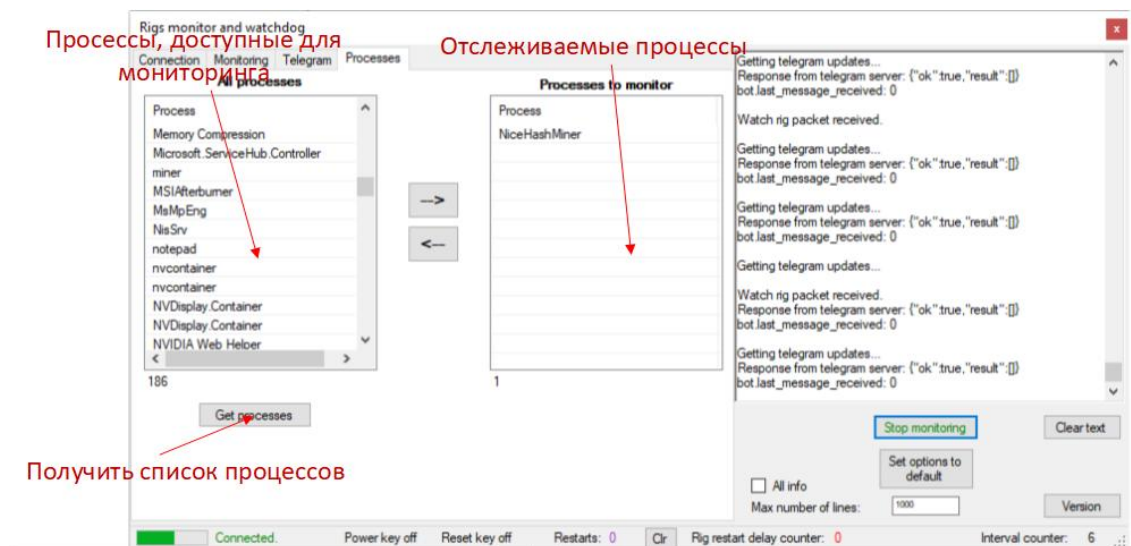 Rigs monitor and watchdog
x
Просессы, доступные для
мониторинга
Отслеживаемые процессы
Connection Monitoring Telegram Processes
All processes
Processes to monitor
Process
Memory Compression
Microsoft.ServiceHub.Controller
miner
MSIAfterburner
MsMpEng
NisSrv
notepad
nvcontainer
nvcontainer
NVDisplay.Container
NVDisplay.Container
NVIDIA Web Helper
186
-->
<--
Process
NiceHashMiner
1
Get processes
Получить список процессов
Getting telegram updates...
Response from telegram server: {"ok":true,"result":[]}
bot.last_message_received: 0
Watch rig packet received.
Getting telegram updates...
Response from telegram server: {"ok":true,"result":[]}
bot.last_message_received: 0
Getting telegram updates...
Response from telegram server: {"ok":true,"result":[]}
bot.last_message_received: 0
Getting telegram updates...
Watch rig packet received.
Response from telegram server: {"ok":true,"result":[]}
bot.last_message_received: 0
Getting telegram updates...
Response from telegram server: {"ok":true,"result":[]}
bot.last_message_received: 0
Stop monitoring
Clear text
Set options to
default
All info
Max number of lines: 1000
Version
Connected. Power key off Reset key off Restarts: 0 Clr Rig restart delay counter: 0 Interval counter: 6